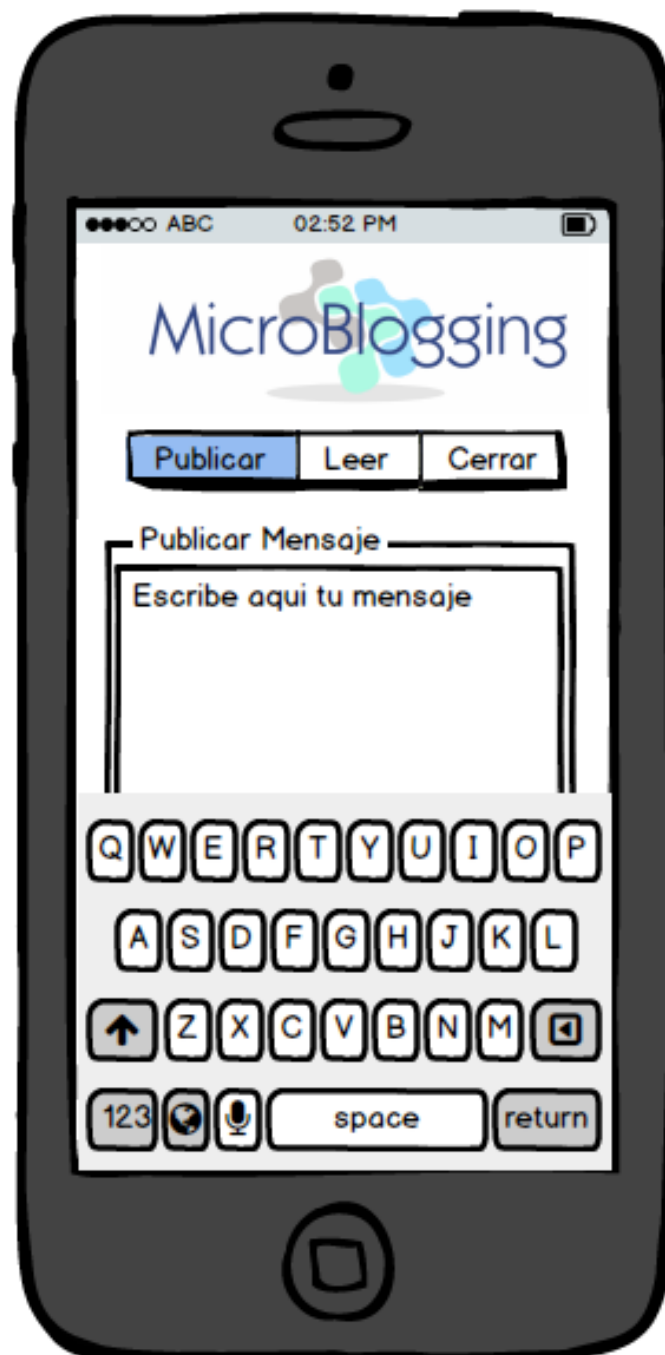 ABC 02:52 PM
MicroBlogging
Publicar Leer Cerrar
Publicar Mensaje
Escribe aqui tu mensaje
Q W E R T Y U I O P
A S D F G H J K L
Z X C V B N M
123 space return